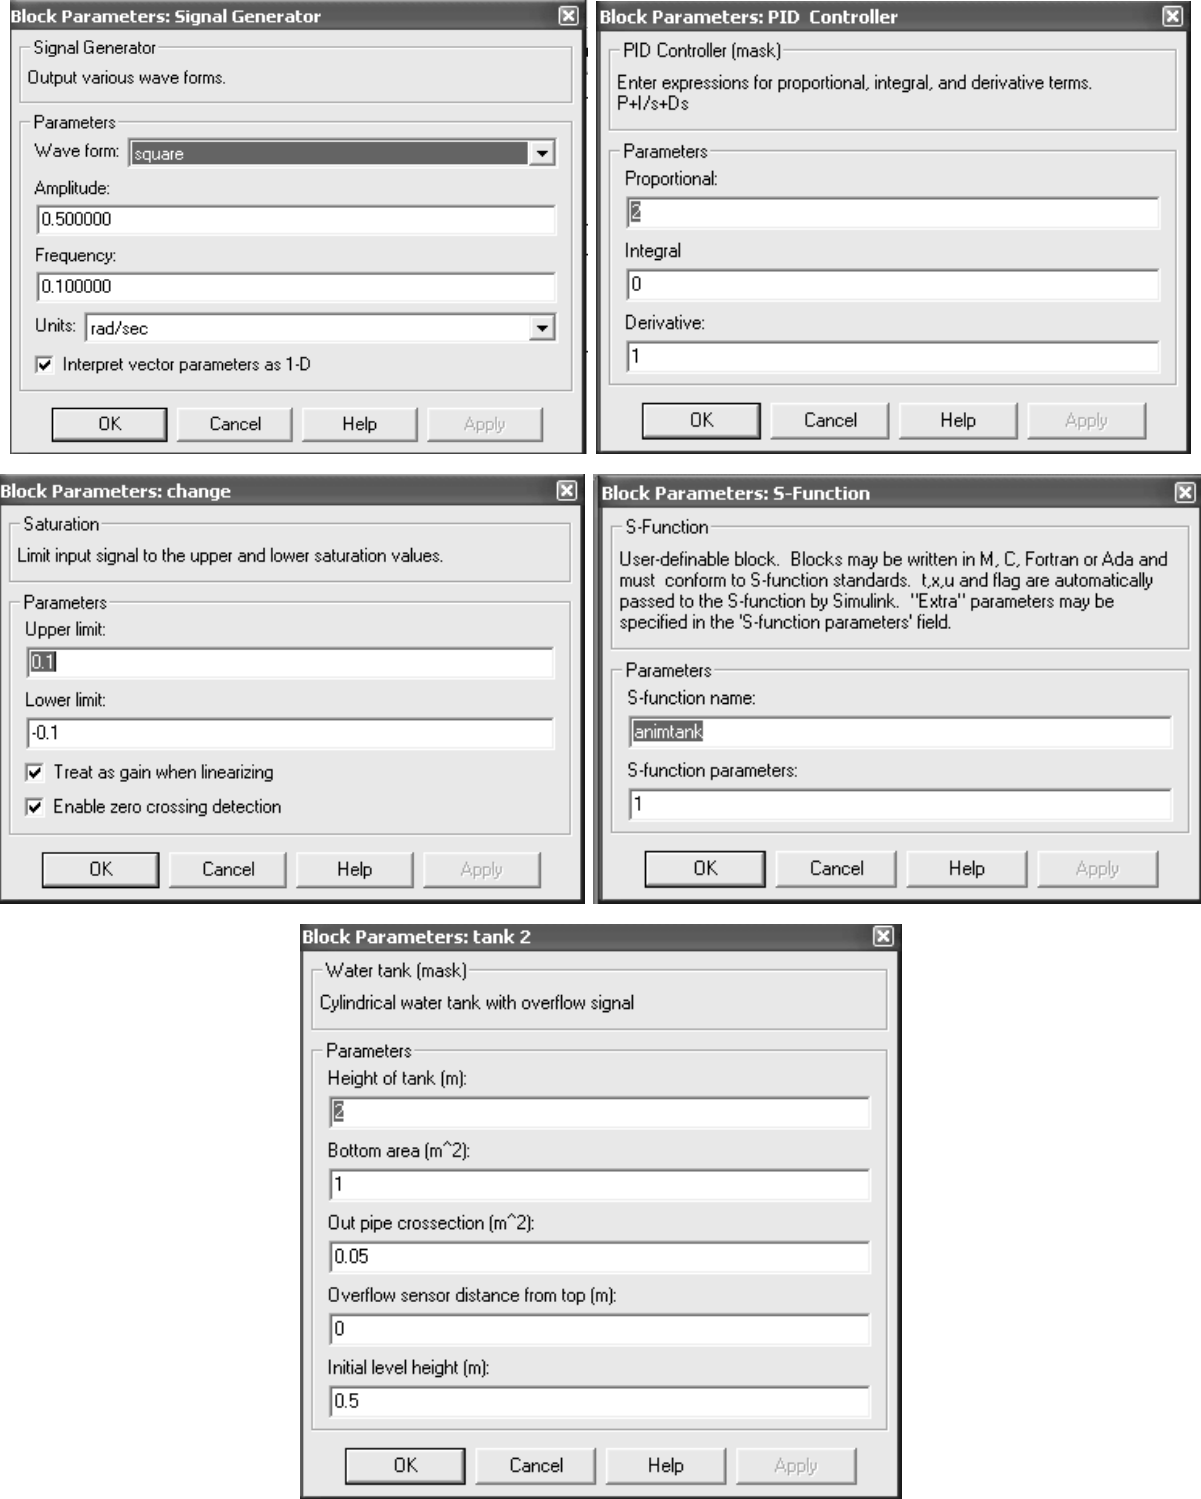 Block Parameters: Signal Generator
Signal Generator
Output various wave forms.
Parameters
Wave form: square
Amplitude:
0.500000
Frequency:
0.100000
Units: rad/sec
Interpret vector parameters as 1-D
OK Cancel Help Apply
Block Parameters: PID Controller
PID Controller (mask)
Enter expressions for proportional, integral, and derivative terms.
P+I/s+Ds
Parameters
Proportional:
2
Integral
0
Derivative:
1
OK Cancel Help Apply
Block Parameters: change
Saturation
Limit input signal to the upper and lower saturation values.
Parameters
Upper limit:
0.1
Lower limit:
-0.1
Treat as gain when linearizing
Enable zero crossing detection
OK Cancel Help Apply
Block Parameters: S-Function
S-Function
User-definable block.  Blocks may be written in M, C, Fortran or Ada and
must  conform to S-function standards.  t,x,u and flag are automatically
passed to the S-function by Simulink.  "Extra" parameters may be
specified in the 'S-function parameters' field.
Parameters
S-function name:
animtank
S-function parameters:
1
OK Cancel Help Apply
Block Parameters: tank 2
Water tank (mask)
Cylindrical water tank with overflow signal
Parameters
Height of tank (m):
2
Bottom area (m^2):
1
Out pipe crossection (m^2):
0.05
Overflow sensor distance from top (m):
0
Initial level height (m):
0.5
OK Cancel Help Apply